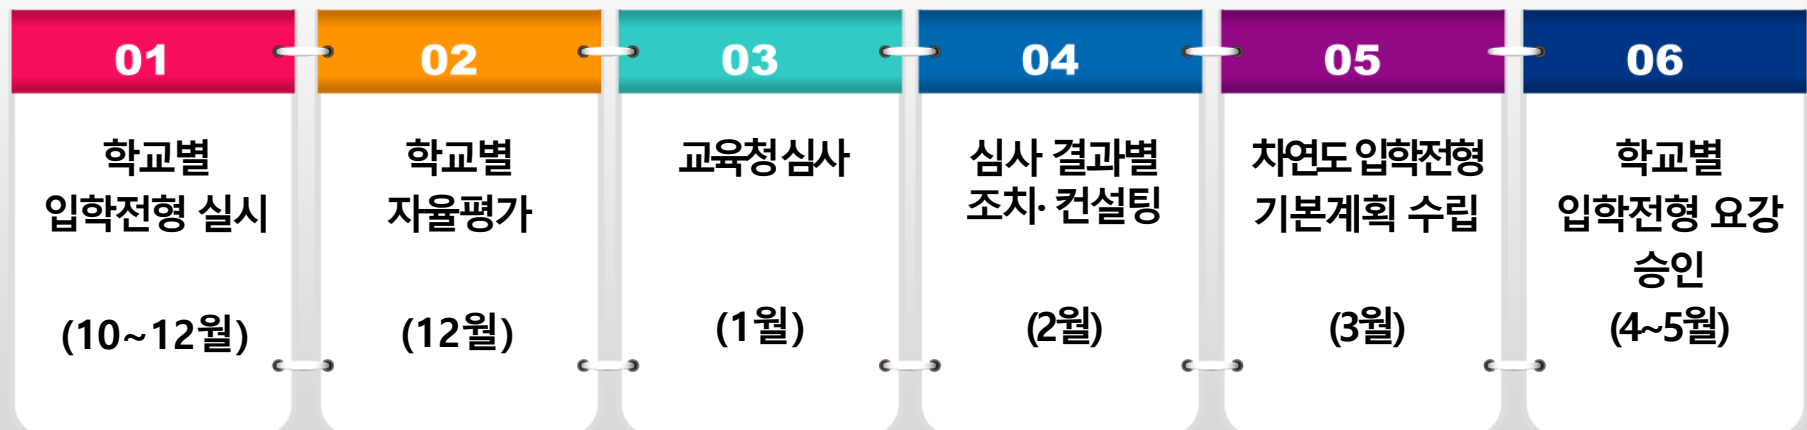 01
학교별
입학전형 실시
(10~12월)
02
학교별
자율평가
(12월)
03
교육청 심사
(1월)
04
심사 결과별
조치· 컨설팅
(2월)
05
차연도 입학전형
기본계획 수립
(3월)
06
학교별
입학전형 요강
승인
(4~5월)